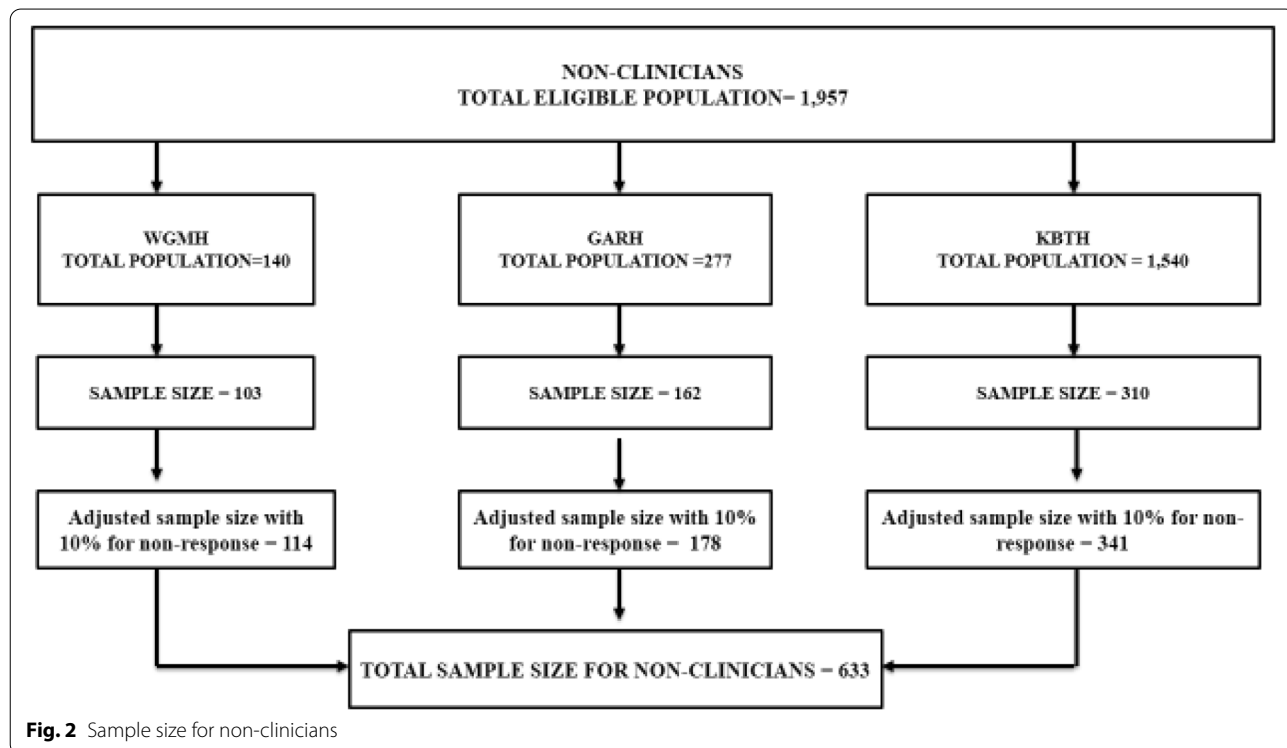 NON-CLINICIANS
TOTAL ELIGIBLE POPULATION= 1,957
WGMH
TOTAL POPULATION=140
GARH
TOTAL POPULATION =277
KBTH
TOTAL POPULATION = 1,540
SAMPLE SIZE = 103
SAMPLE SIZE = 162
SAMPLE SIZE = 310
Adjusted sample size with
10% for non-response = 114
Adjusted sample size with 10%
for non-response = 178
Adjusted sample size with 10% for non-
response = 341
TOTAL SAMPLE SIZE FOR NON-CLINICIANS = 633
Fig. 2 Sample size for non-clinicians